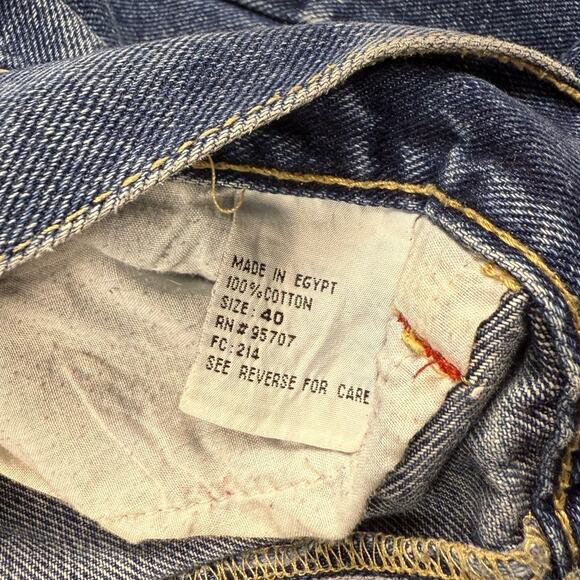 MADE IN EGYPT
100% COTTON
SIZE: 40
RN# 95707
FC: 214
SEE REVERSE FOR CARE